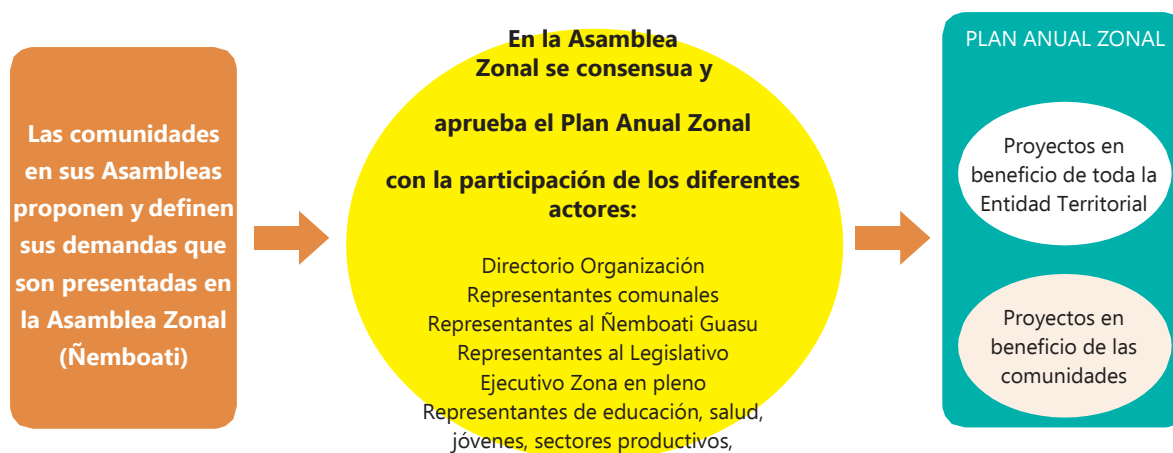 Las comunidades
en sus Asambleas
proponen y definen
sus demandas que
son presentadas en
la Asamblea Zonal
(Ñemboati)
En la Asamblea
Zonal se consensua y
aprueba el Plan Anual Zonal
con la participación de los diferentes
actores:
Directorio Organización
Representantes comunales
Representantes al Ñemboati Guasu
Representantes al Legislativo
Ejecutivo Zona en pleno
Representantes de educación, salud,
jóvenes, sectores productivos,
PLAN ANUAL ZONAL
Proyectos en
beneficio de toda la
Entidad Territorial
Proyectos en
beneficio de las
comunidades